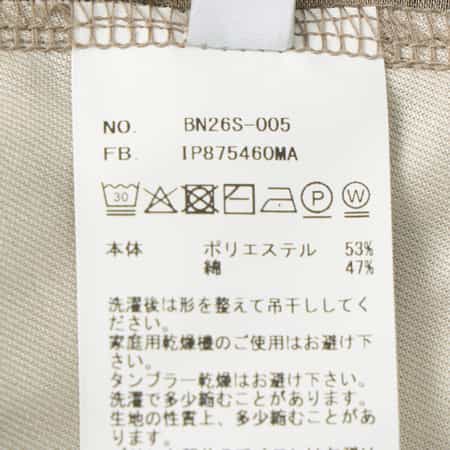 NO. BN26S-005
FB. IP875460MA
30 P W
本体 ポリエステル 53%
綿 47%
洗濯後は形を整えて吊干ししてく
ださい。
家庭用乾燥機のご使用はお避け下
さい。
タンブラー乾燥はお避け下さい。
洗濯で多少縮むことがあります。
生地の性質上、多少縮むことがあ
ります。